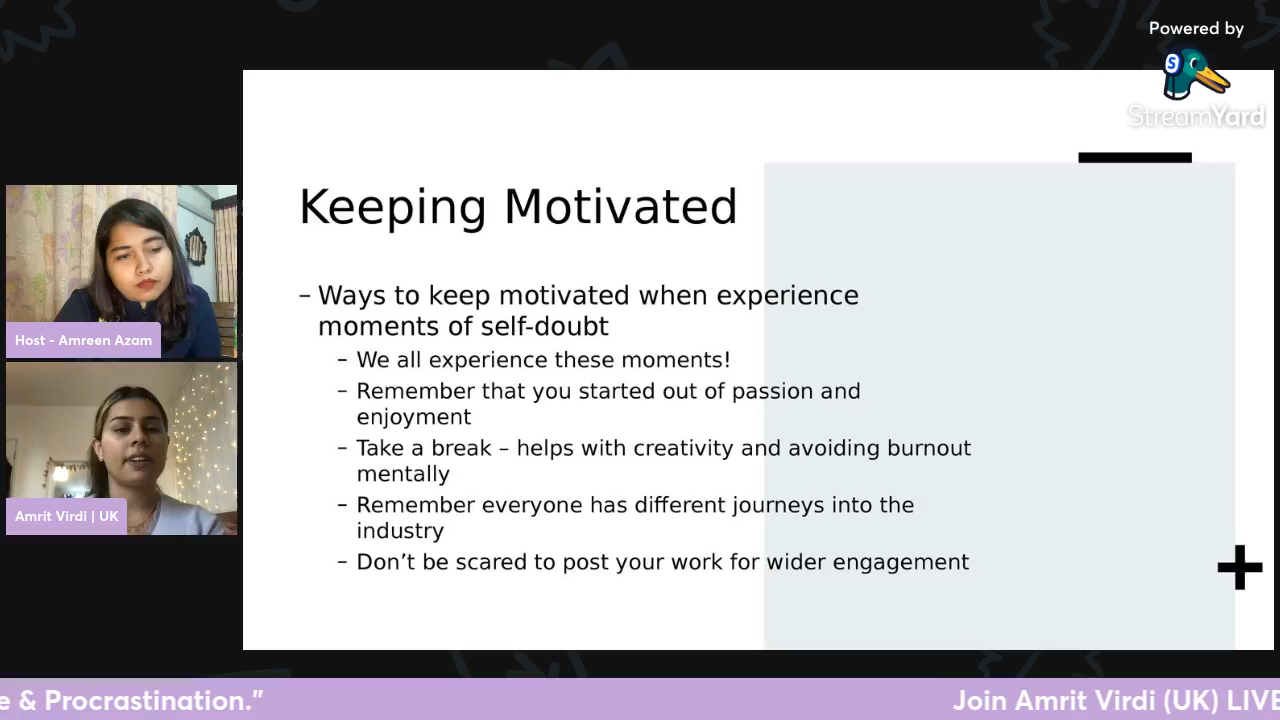 Powered by
S
StreamYard
Keeping Motivated
– Ways to keep motivated when experience
moments of self-doubt
– We all experience these moments!
– Remember that you started out of passion and
enjoyment
– Take a break – helps with creativity and avoiding burnout
mentally
– Remember everyone has different journeys into the
industry
– Don’t be scared to post your work for wider engagement
Host - Amreen Azam
Amrit Virdi | UK
e & Procrastination.” Join Amrit Virdi (UK) LIVE